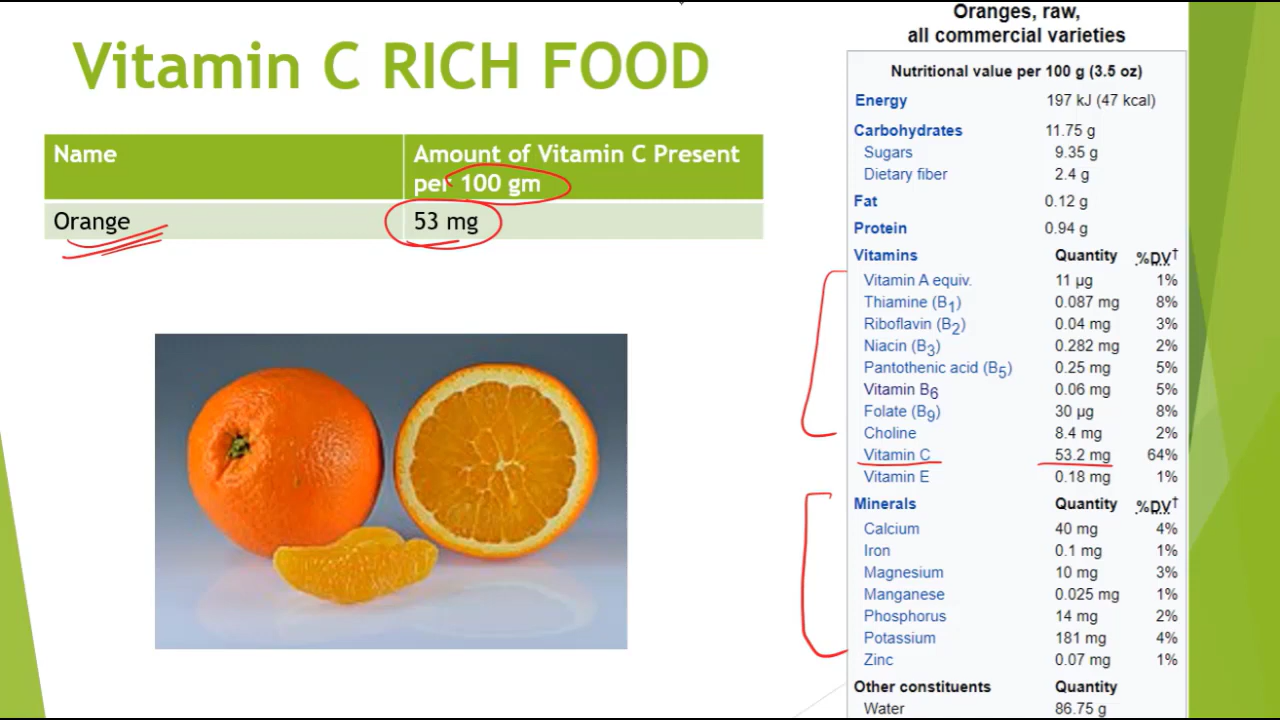 Vitamin C RICH FOOD
Name
Amount of Vitamin C Present
per 100 gm
Orange
53 mg
Oranges, raw,
all commercial varieties
Nutritional value per 100 g (3.5 oz)
Energy 197 kJ (47 kcal)
Carbohydrates 11.75 g
Sugars 9.35 g
Dietary fiber 2.4 g
Fat 0.12 g
Protein 0.94 g
Vitamins Quantity %DV†
Vitamin A equiv. 11 μg 1%
Thiamine (B1) 0.087 mg 8%
Riboflavin (B2) 0.04 mg 3%
Niacin (B3) 0.282 mg 2%
Pantothenic acid (B5) 0.25 mg 5%
Vitamin B6 0.06 mg 5%
Folate (B9) 30 μg 8%
Choline 8.4 mg 2%
Vitamin C 53.2 mg 64%
Vitamin E 0.18 mg 1%
Minerals Quantity %DV†
Calcium 40 mg 4%
Iron 0.1 mg 1%
Magnesium 10 mg 3%
Manganese 0.025 mg 1%
Phosphorus 14 mg 2%
Potassium 181 mg 4%
Zinc 0.07 mg 1%
Other constituents Quantity
Water 86.75 g